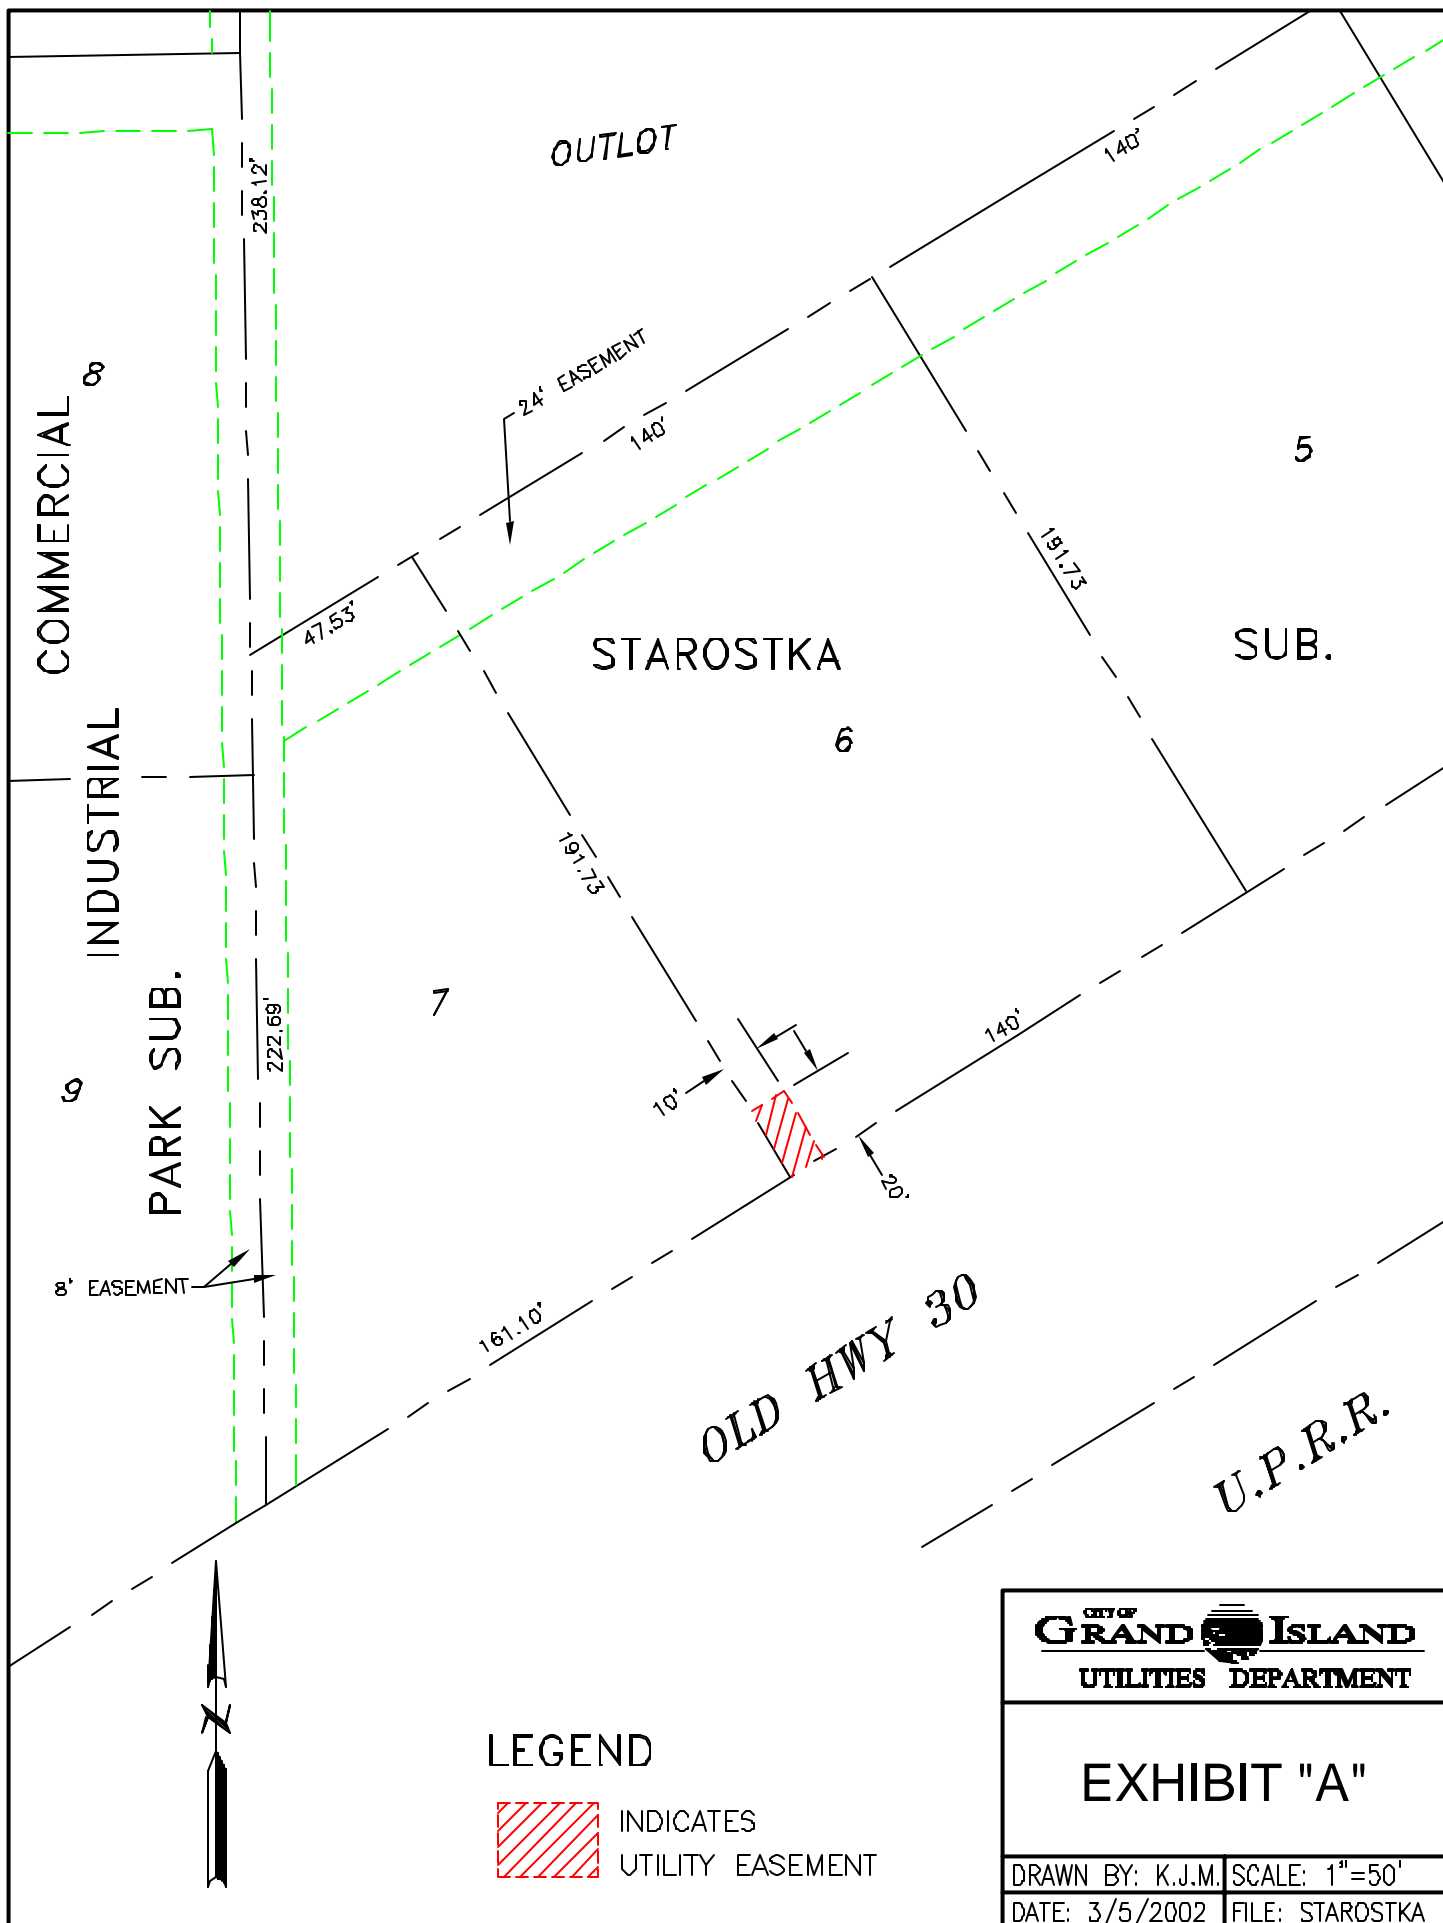 OUTLOT
140'
238.12'
8
24' EASEMENT
140'
5
COMMERCIAL
INDUSTRIAL
PARK SUB.
191.73
47.53'
STAROSTKA
SUB.
6
191.73
7
222.69'
9
10'
140'
20'
8' EASEMENT
161.10'
OLD HWY 30
U.P.R.R.
N
CITY OF
GRAND ISLAND
UTILITIES DEPARTMENT
EXHIBIT "A"
LEGEND
INDICATES
UTILITY EASEMENT
DRAWN BY: K.J.M.
SCALE: 1"=50'
DATE: 3/5/2002
FILE: STAROSTKA